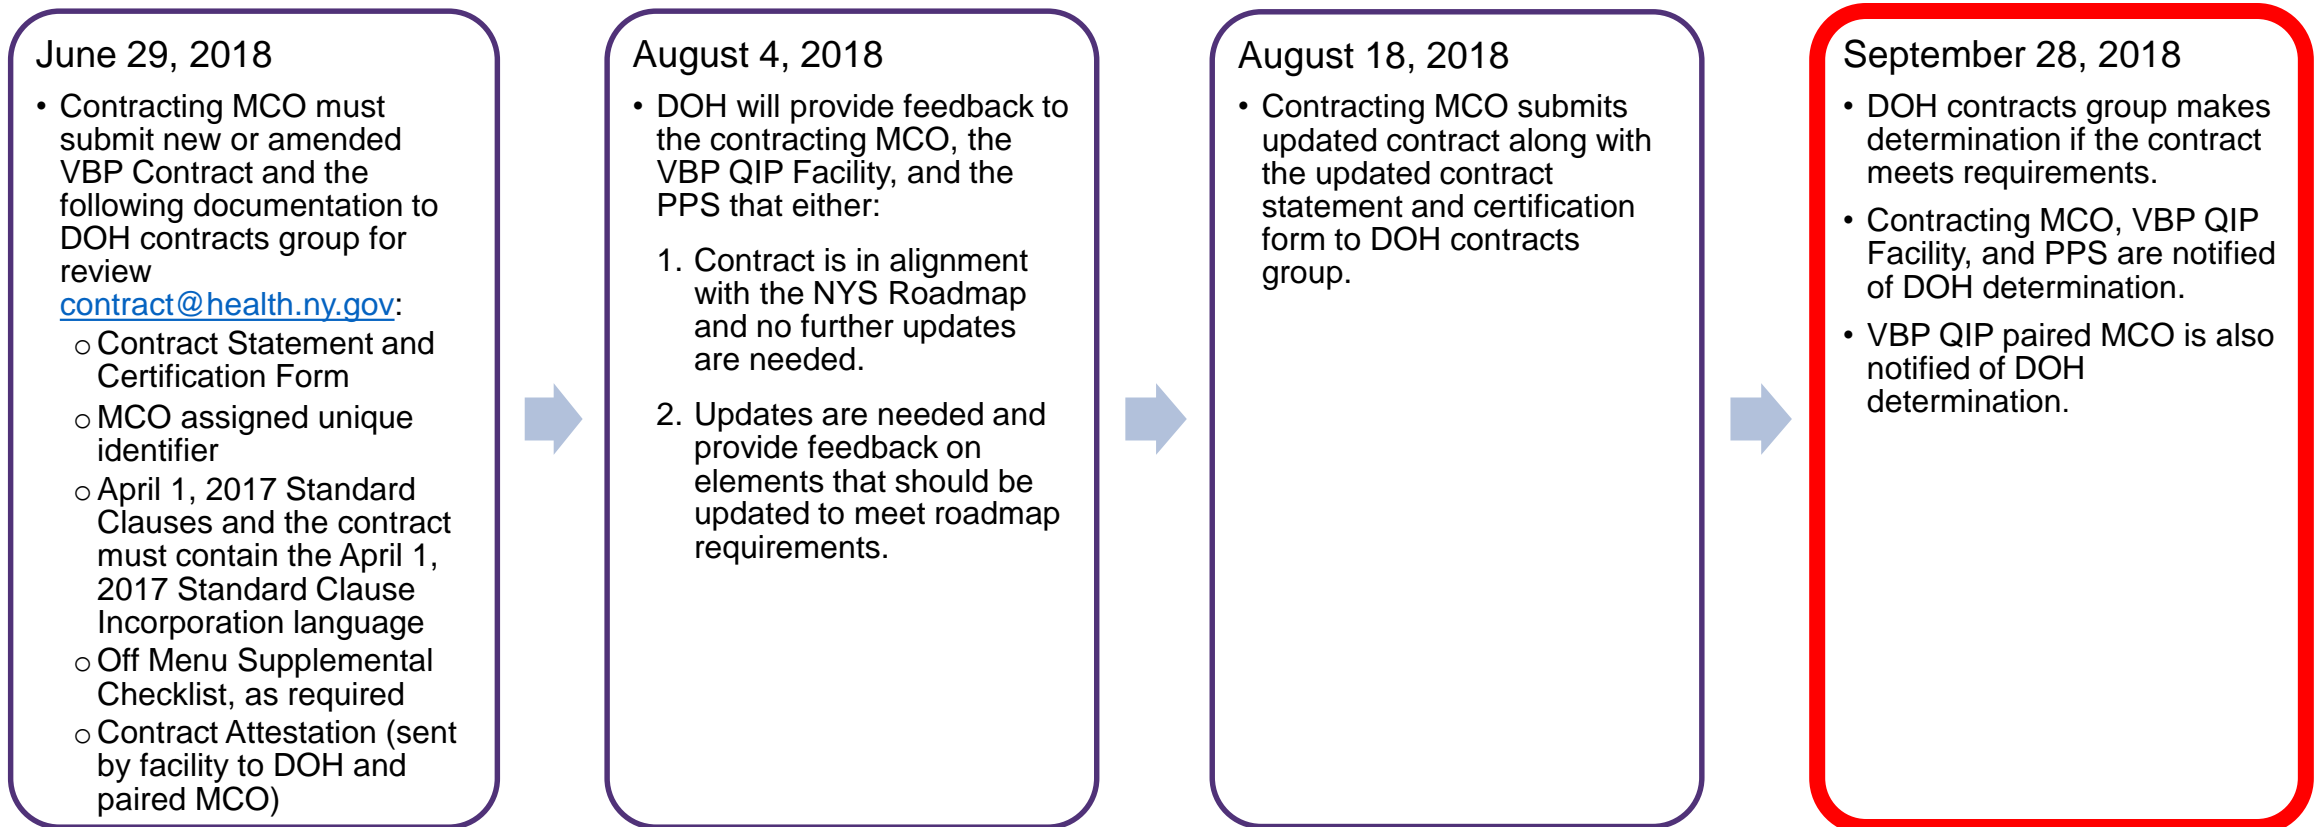 June 29, 2018
• Contracting MCO must
submit new or amended
VBP Contract and the
following documentation to
DOH contracts group for
review
contract@health.ny.gov:
o Contract Statement and
Certification Form
o MCO assigned unique
identifier
o April 1, 2017 Standard
Clauses and the contract
must contain the April 1,
2017 Standard Clause
Incorporation language
o Off Menu Supplemental
Checklist, as required
o Contract Attestation (sent
by facility to DOH and
paired MCO)
August 4, 2018
• DOH will provide feedback to
the contracting MCO, the
VBP QIP Facility, and the
PPS that either:
1. Contract is in alignment
with the NYS Roadmap
and no further updates
are needed.
2. Updates are needed and
provide feedback on
elements that should be
updated to meet roadmap
requirements.
August 18, 2018
• Contracting MCO submits
updated contract along with
the updated contract
statement and certification
form to DOH contracts
group.
September 28, 2018
• DOH contracts group makes
determination if the contract
meets requirements.
• Contracting MCO, VBP QIP
Facility, and PPS are notified
of DOH determination.
• VBP QIP paired MCO is also
notified of DOH
determination.